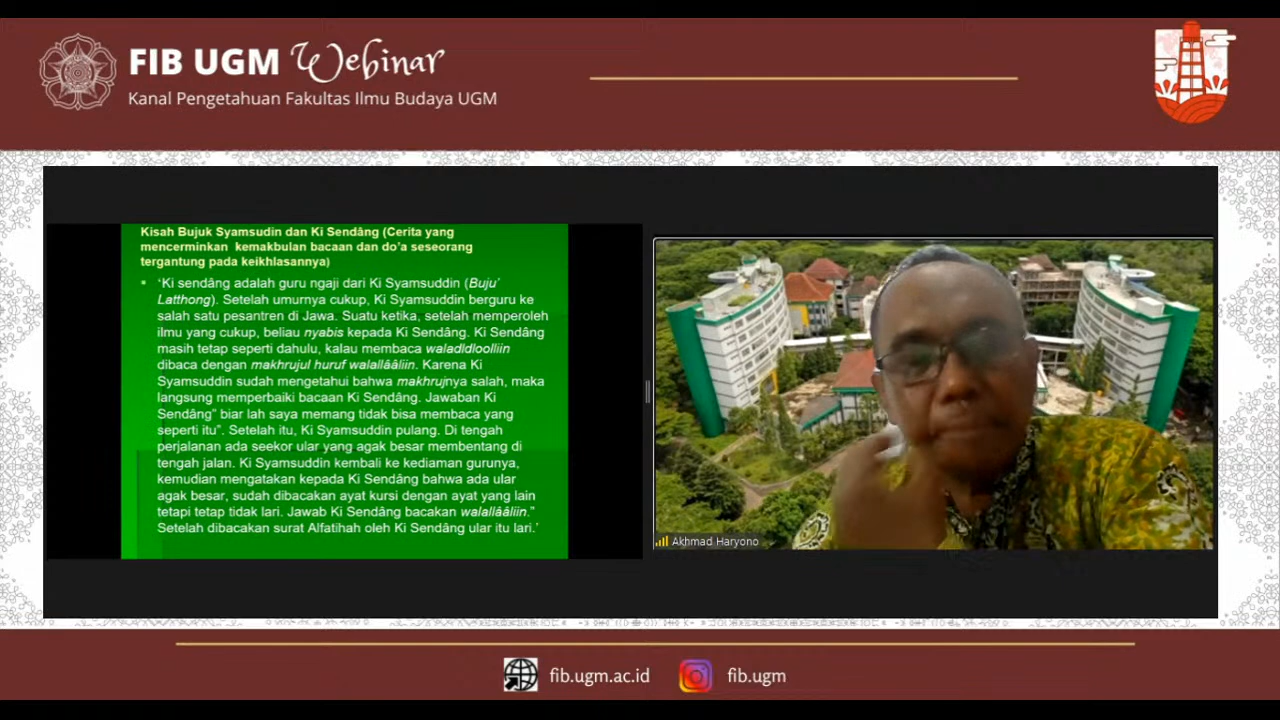 FIB UGM Webinar
Kanal Pengetahuan Fakultas Ilmu Budaya UGM
Kisah Bujuk Syamsudin dan Ki Sendâng (Cerita yang
mencerminkan kemakbulan bacaan dan do'a seseorang
tergantung pada keikhlasannya)
▪ 'Ki sendâng adalah guru ngaji dari Ki Syamsuddin (Buju'
Latthong). Setelah umurnya cukup, Ki Syamsuddin berguru ke
salah satu pesantren di Jawa. Suatu ketika, setelah memperoleh
ilmu yang cukup, beliau nyabis kepada Ki Sendâng. Ki Sendâng
masih tetap seperti dahulu, kalau membaca waladldloolliin
dibaca dengan makhrujul huruf walallââliin. Karena Ki
Syamsuddin sudah mengetahui bahwa makhrujnya salah, maka
langsung memperbaiki bacaan Ki Sendâng. Jawaban Ki
Sendâng" biar lah saya memang tidak bisa membaca yang
seperti itu". Setelah itu, Ki Syamsuddin pulang. Di tengah
perjalanan ada seekor ular yang agak besar membentang di
tengah jalan. Ki Syamsuddin kembali ke kediaman gurunya,
kemudian mengatakan kepada Ki Sendâng bahwa ada ular
agak besar, sudah dibacakan ayat kursi dengan ayat yang lain
tetapi tetap tidak lari. Jawab Ki Sendâng bacakan walallââliin."
Setelah dibacakan surat Alfatihah oleh Ki Sendâng ular itu lari.'
Akhmad Haryono
fib.ugm.ac.id
fib.ugm